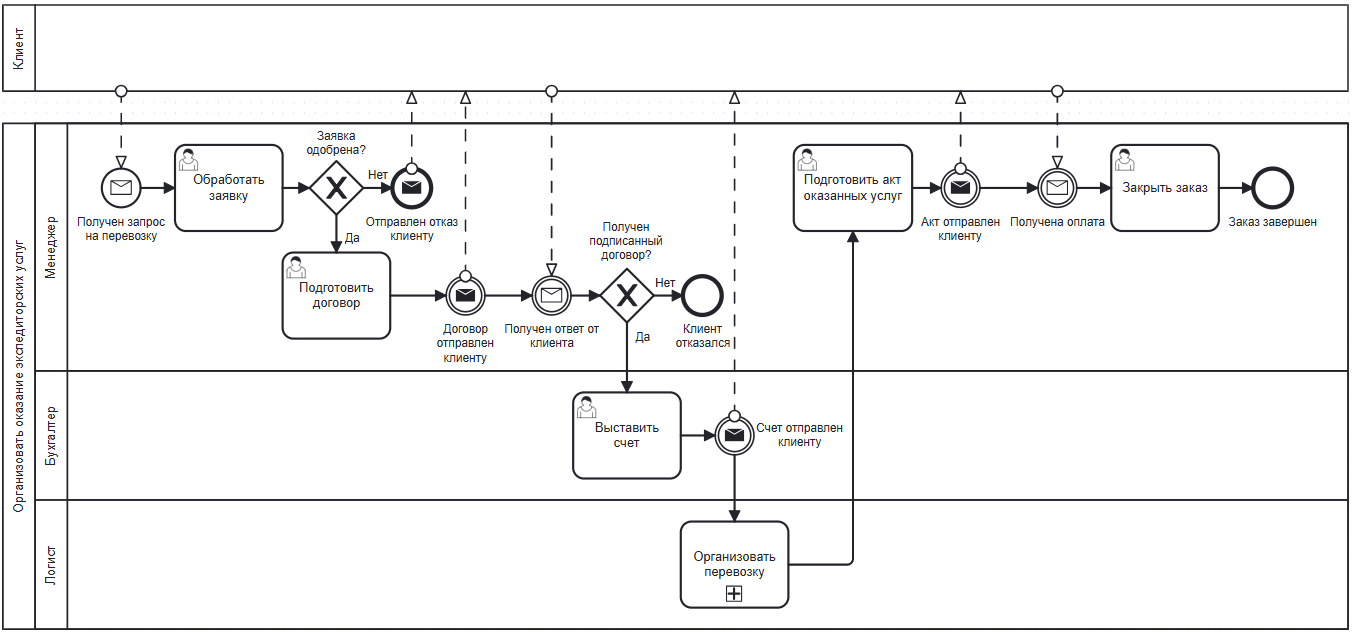 Клиент
Организовать оказание экспедиторских услуг
Менеджер
Получен запрос
на перевозку
Обработать
заявку
Заявка
одобрена?
Нет
Да
Отправлен отказ
клиенту
Подготовить
договор
Договор
отправлен
клиенту
Получен ответ от
клиента
Получен
подписанный
договор?
Нет
Да
Клиент
отказался
Подготовить акт
оказанных услуг
Акт отправлен
клиенту
Получена оплата
Закрыть заказ
Заказ завершен
Бухгалтер
Выставить
счет
Счет отправлен
клиенту
Логист
Организовать
перевозку